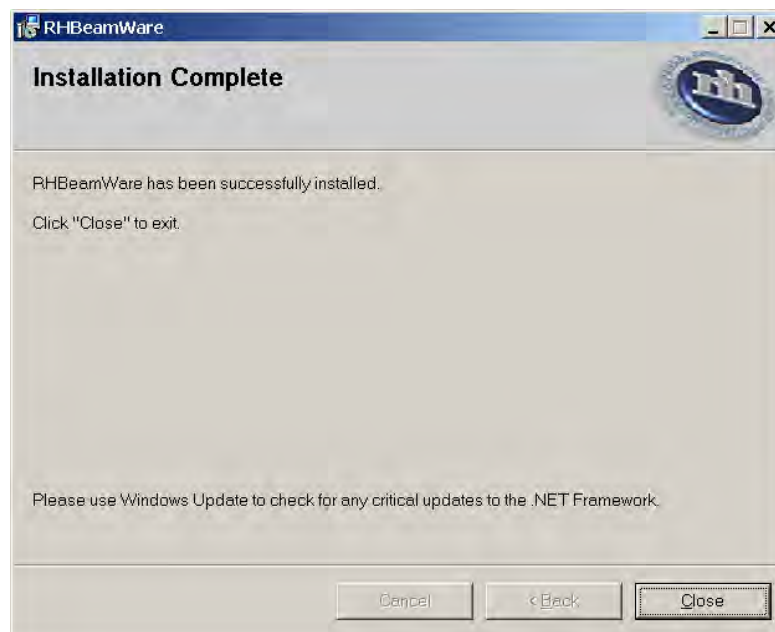 RHBeamWare
Installation Complete
rh
RHBeamWare has been successfully installed.
Click "Close" to exit.
Please use Windows Update to check for any critical updates to the .NET Framework.
Cancel
< Back
Close